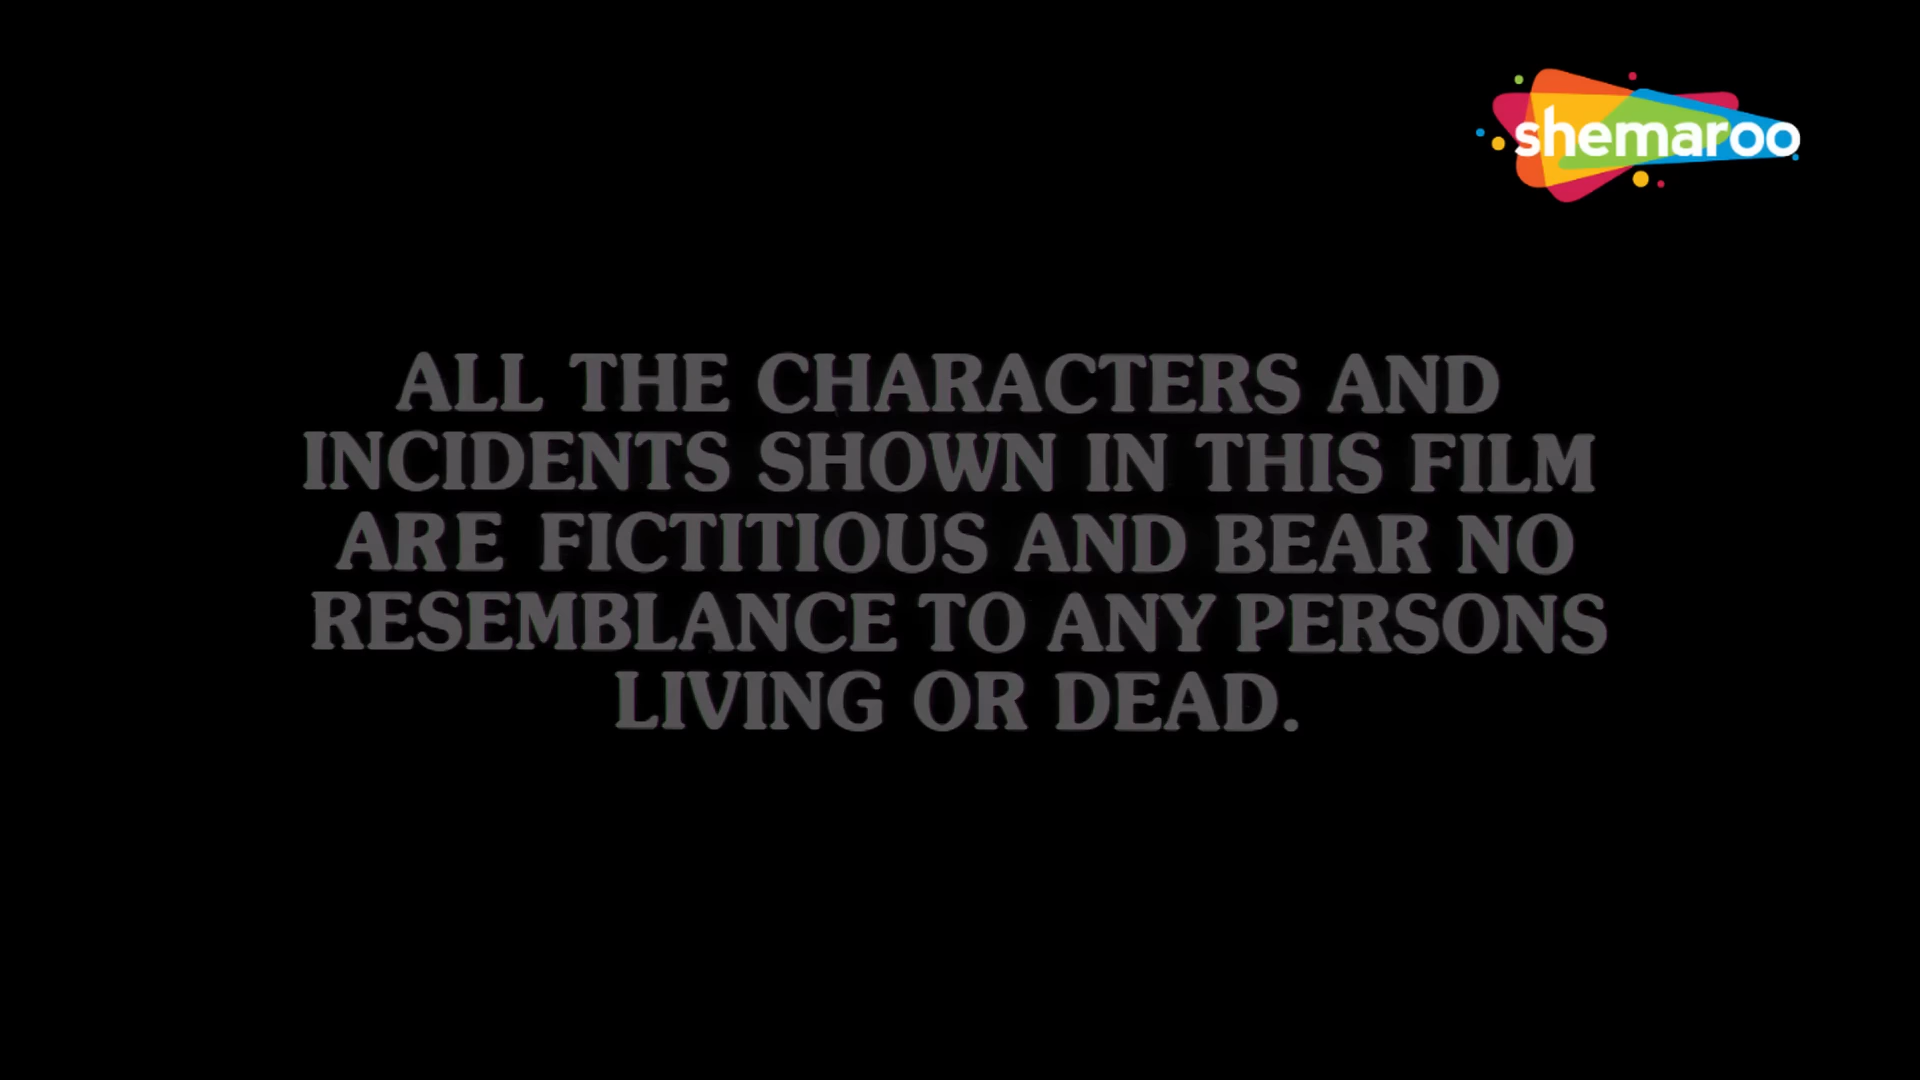 shemaroo
ALL THE CHARACTERS AND
INCIDENTS SHOWN IN THIS FILM
ARE FICTITIOUS AND BEAR NO
RESEMBLANCE TO ANY PERSONS
LIVING OR DEAD.